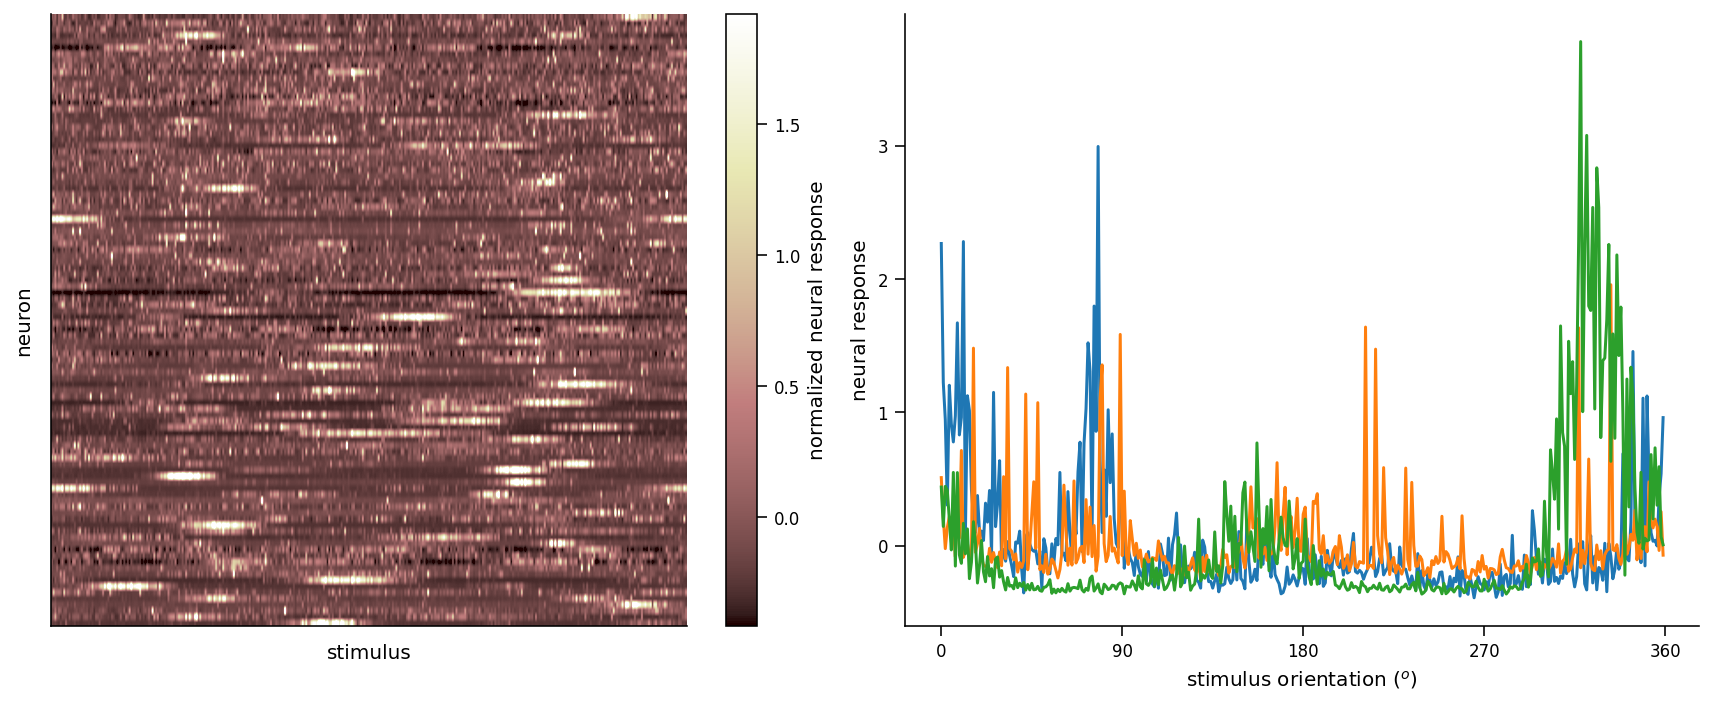 neuron
stimulus
1.5
1.0
0.5
0.0
normalized neural response
neural response
3
2
1
0
0 90 180 270 360
stimulus orientation (o)